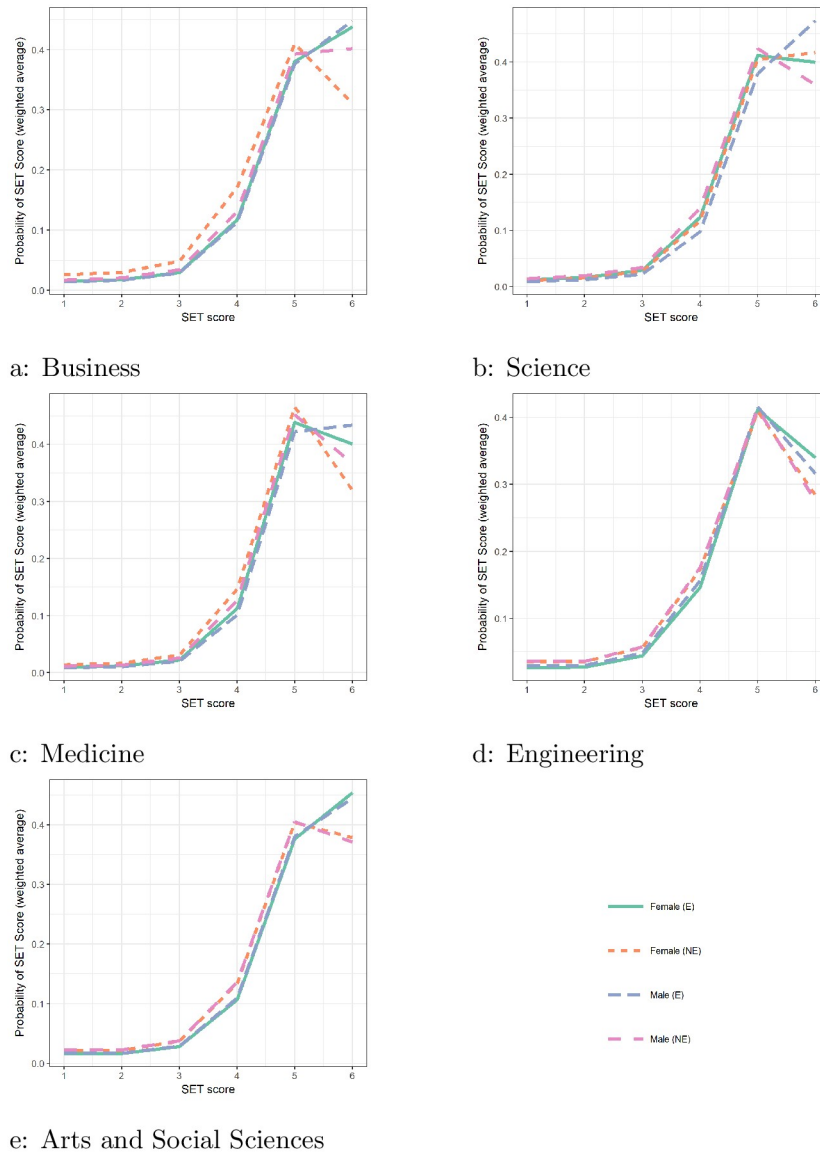 Probability of SET Score (weighted average)
0.4
0.3
0.2
0.1
0.0
1 2 3 4 5 6
SET score
a: Business
Probability of SET Score (weighted average)
0.4
0.3
0.2
0.1
0.0
1 2 3 4 5 6
SET score
b: Science
Probability of SET Score (weighted average)
0.4
0.3
0.2
0.1
0.0
1 2 3 4 5 6
SET score
c: Medicine
Probability of SET Score (weighted average)
0.4
0.3
0.2
0.1
1 2 3 4 5 6
SET score
d: Engineering
Probability of SET Score (weighted average)
0.4
0.3
0.2
0.1
0.0
1 2 3 4 5 6
SET score
e: Arts and Social Sciences
Female (E)
Female (NE)
Male (E)
Male (NE)